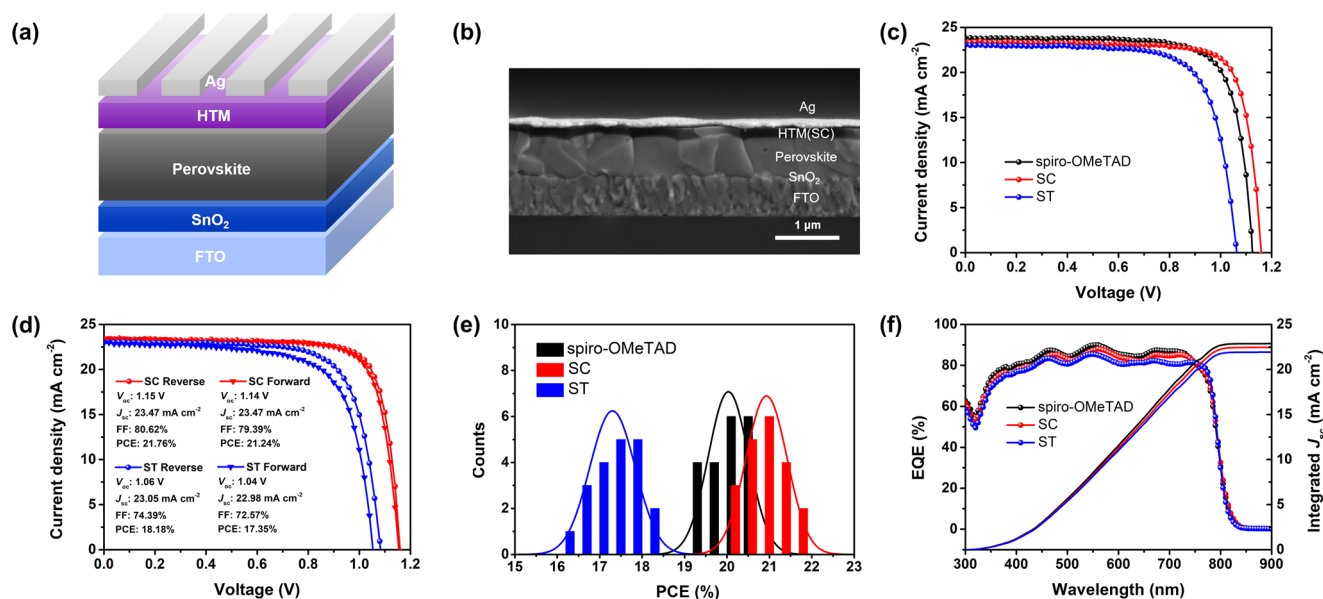 (a)
Ag
HTM
Perovskite
SnO₂
FTO
(b)
Ag
HTM(SC)
Perovskite
SnO₂
FTO
1 μm
(c)
25
20
15
10
5
0
0.0 0.2 0.4 0.6 0.8 1.0 1.2
Current density (mA cm⁻²)
Voltage (V)
spiro-OMeTAD
SC
ST
(d)
25
20
15
10
5
0
0.0 0.2 0.4 0.6 0.8 1.0 1.2
Current density (mA cm⁻²)
Voltage (V)
SC Reverse
Voc: 1.15 V
Jsc: 23.47 mA cm⁻²
FF: 80.62%
PCE: 21.76%
SC Forward
Voc: 1.14 V
Jsc: 23.47 mA cm⁻²
FF: 79.39%
PCE: 21.24%
ST Reverse
Voc: 1.06 V
Jsc: 23.05 mA cm⁻²
FF: 74.39%
PCE: 18.18%
ST Forward
Voc: 1.04 V
Jsc: 22.98 mA cm⁻²
FF: 72.57%
PCE: 17.35%
(e)
10
8
6
4
2
0
15 16 17 18 19 20 21 22 23
Counts
PCE (%)
spiro-OMeTAD
SC
ST
(f)
100
80
60
40
20
0
300 400 500 600 700 800 900
25
20
15
10
5
0
EQE (%)
Wavelength (nm)
Integrated Jsc (mA cm⁻²)
spiro-OMeTAD
SC
ST